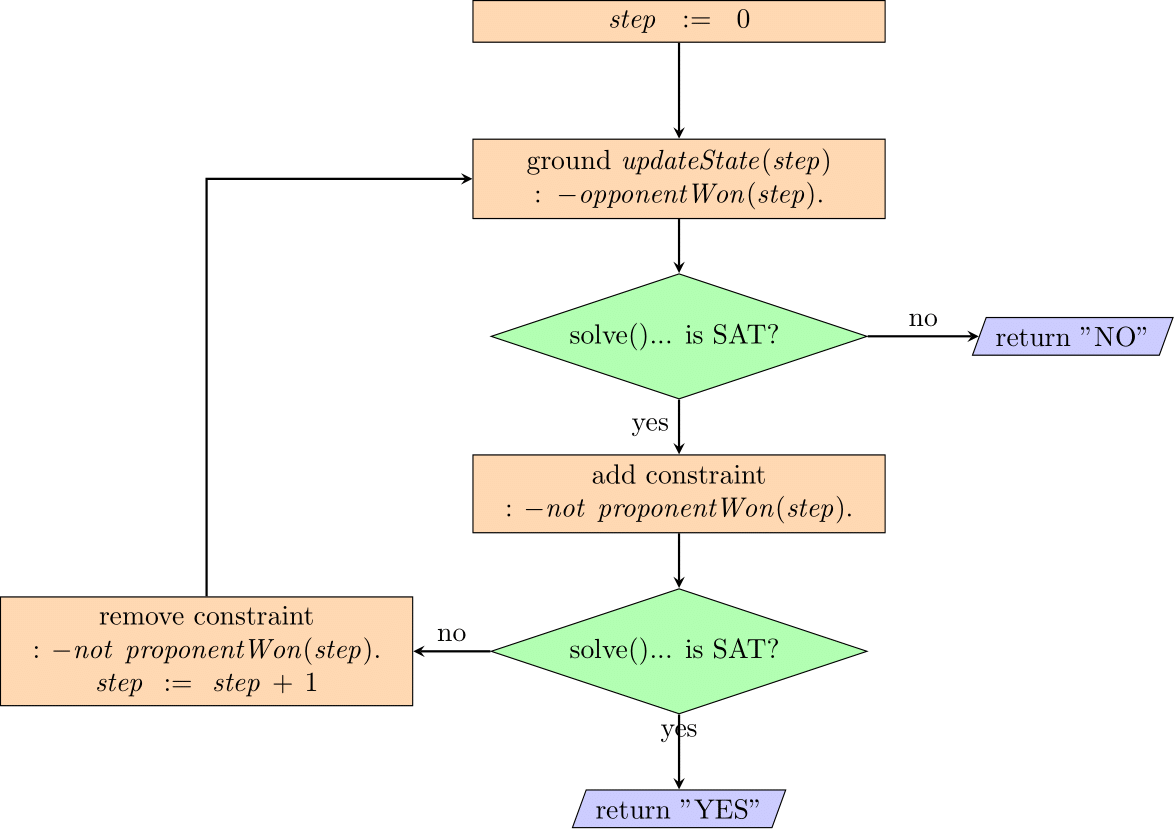 step := 0
ground updateState(step)
: −opponentWon(step).
solve()... is SAT?
no
return ”NO”
yes
add constraint
: −not proponentWon(step).
remove constraint
: −not proponentWon(step).
step := step + 1
no
solve()... is SAT?
yes
return ”YES”